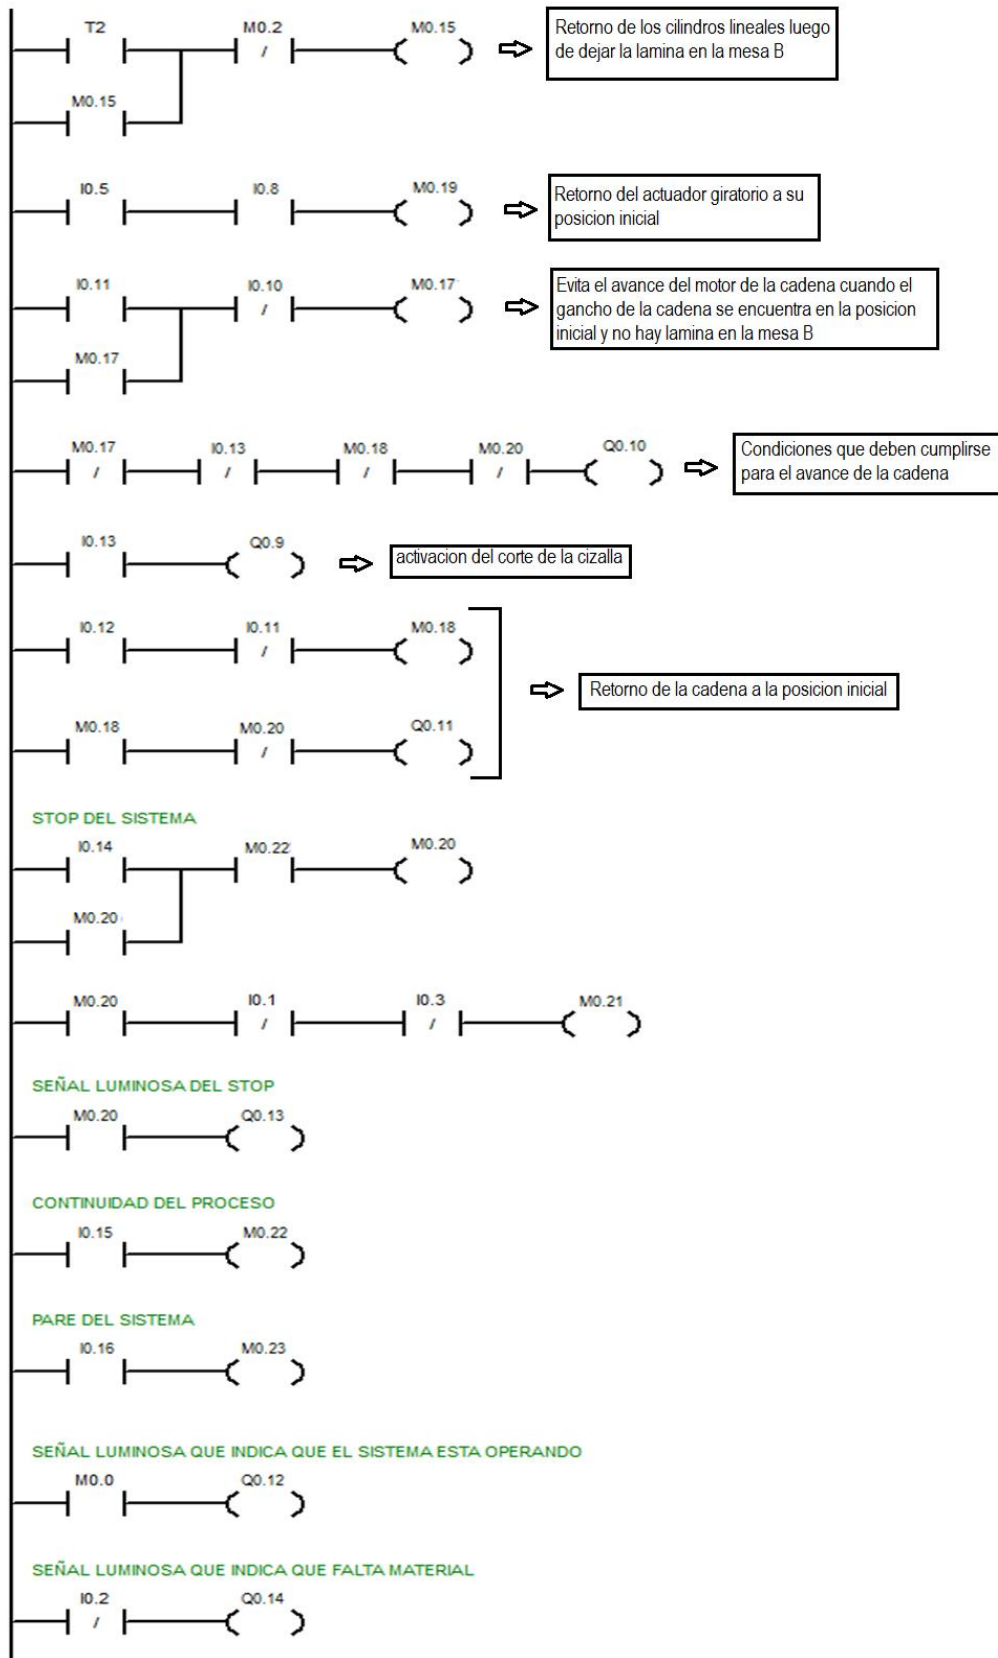 T2
M0.2
M0.15
Retorno de los cilindros lineales luego
de dejar la lamina en la mesa B
/
M0.15
I0.5
I0.8
M0.19
Retorno del actuador giratorio a su
posicion inicial
I0.11
I0.10
M0.17
Evita el avance del motor de la cadena cuando el
gancho de la cadena se encuentra en la posicion
inicial y no hay lamina en la mesa B
/
M0.17
M0.17
I0.13
M0.18
M0.20
Q0.10
Condiciones que deben cumplirse
para el avance de la cadena
/
/
/
/
I0.13
Q0.9
activacion del corte de la cizalla
I0.12
I0.11
M0.18
/
Retorno de la cadena a la posicion inicial
M0.18
M0.20
Q0.11
/
STOP DEL SISTEMA
I0.14
M0.22
M0.20
M0.20
M0.20
I0.1
I0.3
M0.21
/
/
SEÑAL LUMINOSA DEL STOP
M0.20
Q0.13
CONTINUIDAD DEL PROCESO
I0.15
M0.22
PARE DEL SISTEMA
I0.16
M0.23
SEÑAL LUMINOSA QUE INDICA QUE EL SISTEMA ESTA OPERANDO
M0.0
Q0.12
SEÑAL LUMINOSA QUE INDICA QUE FALTA MATERIAL
I0.2
Q0.14
/